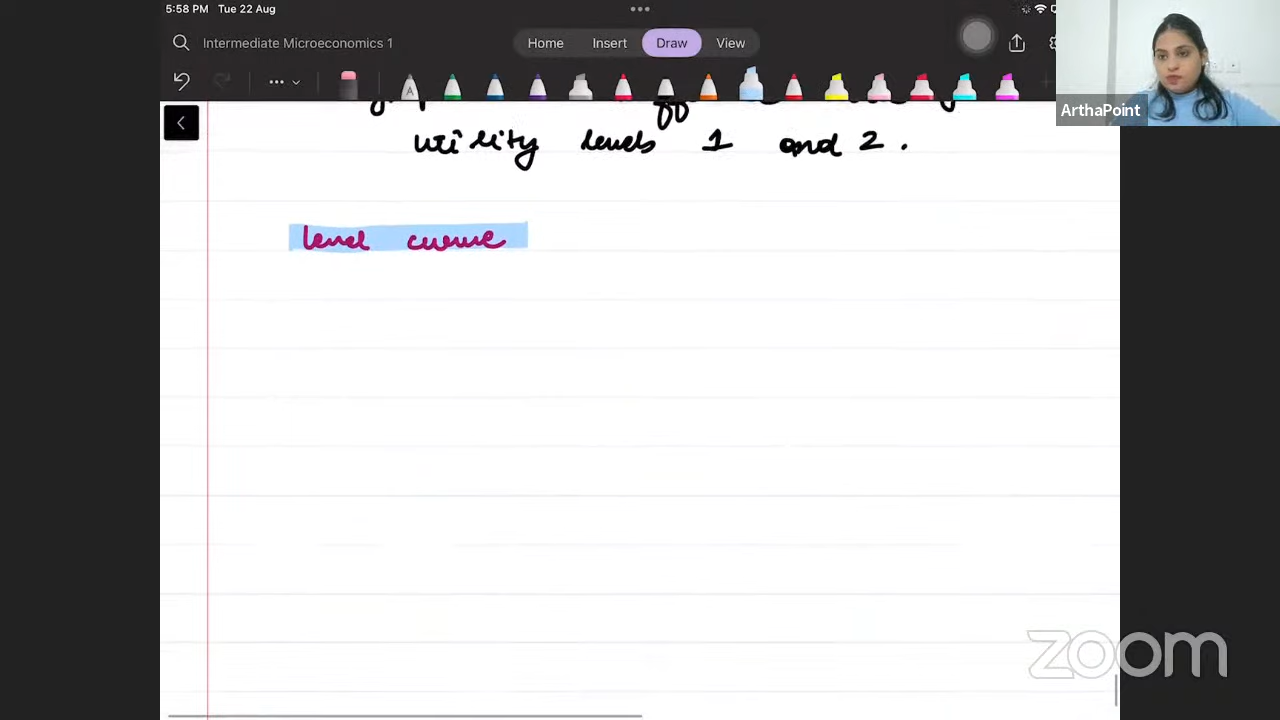 5:58 PM Tue 22 Aug
Intermediate Microeconomics 1
Home Insert Draw View
A
ArthaPoint
utility levels 1 and 2.
level curve
zoom